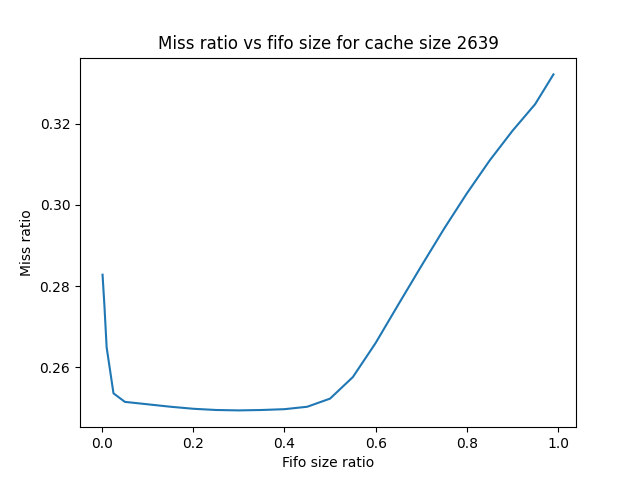 Miss ratio vs fifo size for cache size 2639
Miss ratio
0.32
0.30
0.28
0.26
0.0 0.2 0.4 0.6 0.8 1.0
Fifo size ratio